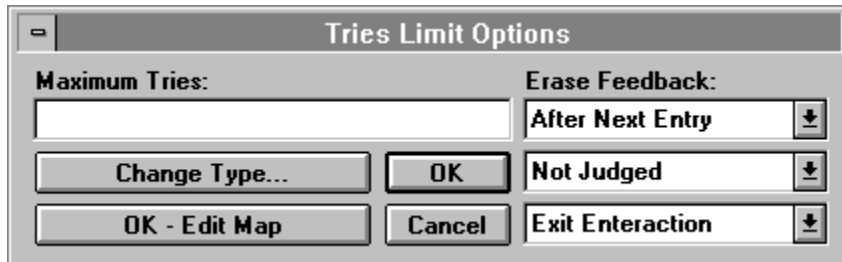 Tries Limit Options
Maximum Tries:
Erase Feedback:
After Next Entry
Change Type...
OK
Not Judged
OK - Edit Map
Cancel
Exit Enteraction